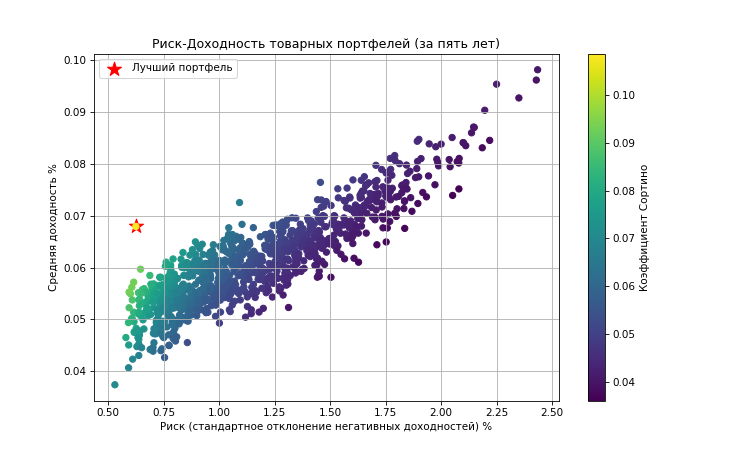 Риск-Доходность товарных портфелей (за пять лет)
Лучший портфель
Средняя доходность %
0.10
0.09
0.08
0.07
0.06
0.05
0.04
0.50 0.75 1.00 1.25 1.50 1.75 2.00 2.25 2.50
Риск (стандартное отклонение негативных доходностей) %
0.10
0.09
0.08
0.07
0.06
0.05
0.04
Коэффициент Сортино